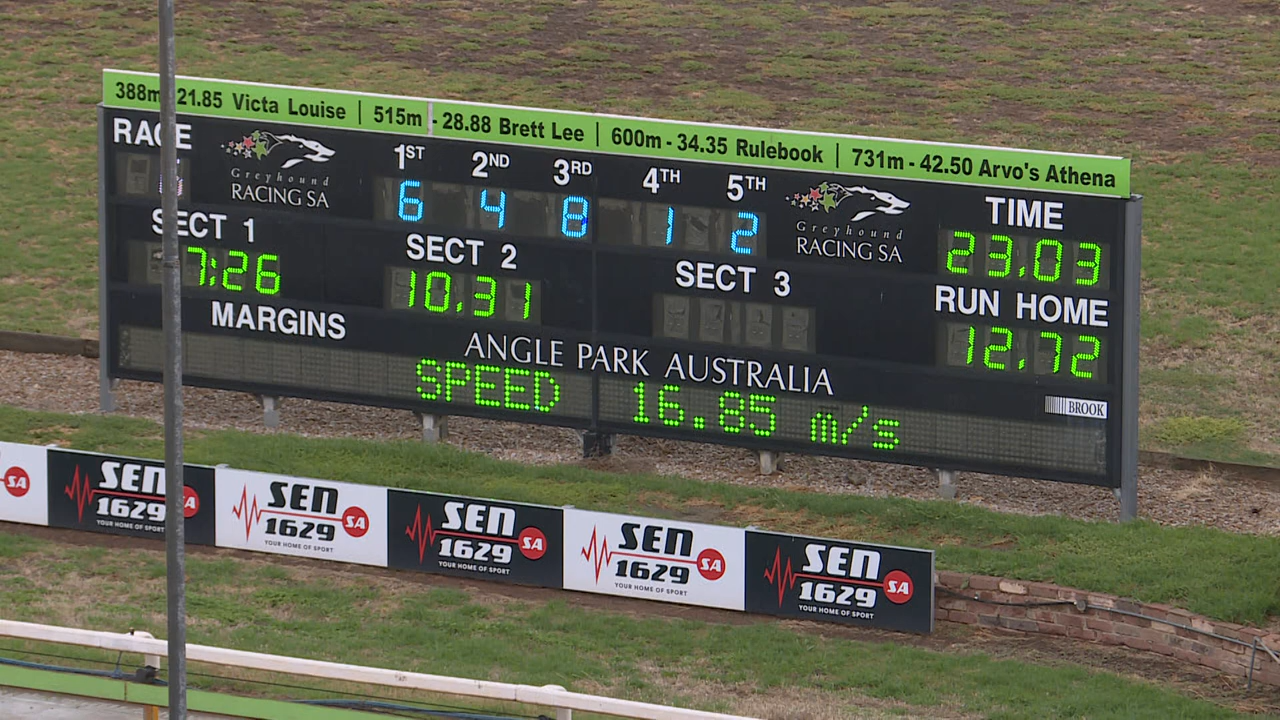 388m 21.85 Victa Louise | 515m - 28.88 Brett Lee | 600m - 34.35 Rulebook | 731m - 42.50 Arvo's Athena
RACE
Greyhound
RACING SA
1ST 2ND 3RD 4TH 5TH
6 4 8 1 2
Greyhound
RACING SA
TIME
23.03
SECT 1
7:26
SECT 2
10.31
SECT 3
RUN HOME
12.72
MARGINS
ANGLE PARK AUSTRALIA
SPEED 16.85 m/s
BROOK
SA
SEN
1629
SA
YOUR HOME OF SPORT
SEN
1629
SA
YOUR HOME OF SPORT
SEN
1629
SA
YOUR HOME OF SPORT
SEN
1629
SA
YOUR HOME OF SPORT
SEN
1629
SA
YOUR HOME OF SPORT